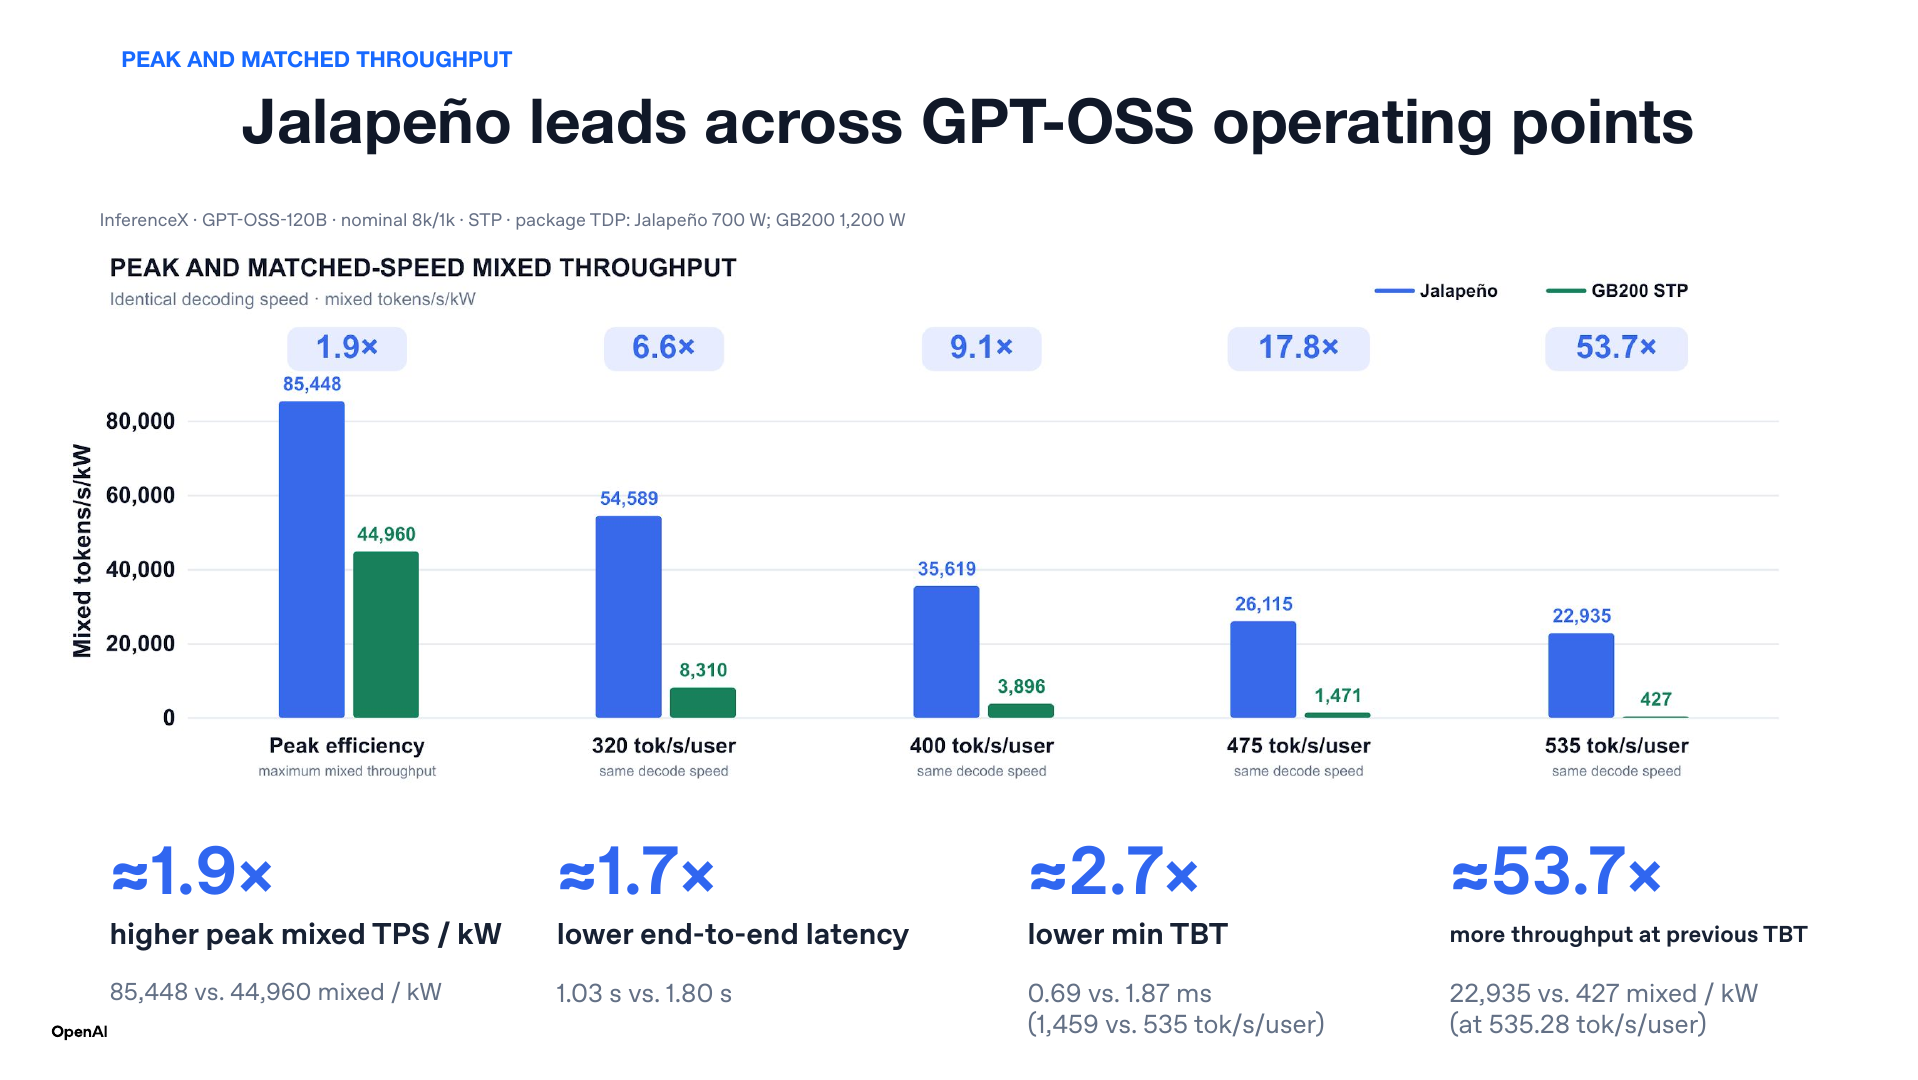 PEAK AND MATCHED THROUGHPUT
Jalapeño leads across GPT-OSS operating points
InferenceX · GPT-OSS-120B · nominal 8k/1k · STP · package TDP: Jalapeño 700 W; GB200 1,200 W
PEAK AND MATCHED-SPEED MIXED THROUGHPUT
Identical decoding speed · mixed tokens/s/kW
Jalapeño
GB200 STP
1.9×
6.6×
9.1×
17.8×
53.7×
Mixed tokens/s/kW
80,000
60,000
40,000
20,000
0
85,448
44,960
54,589
8,310
35,619
3,896
26,115
1,471
22,935
427
Peak efficiency
maximum mixed throughput
320 tok/s/user
same decode speed
400 tok/s/user
same decode speed
475 tok/s/user
same decode speed
535 tok/s/user
same decode speed
≈1.9×
higher peak mixed TPS / kW
85,448 vs. 44,960 mixed / kW
≈1.7×
lower end-to-end latency
1.03 s vs. 1.80 s
≈2.7×
lower min TBT
0.69 vs. 1.87 ms
(1,459 vs. 535 tok/s/user)
≈53.7×
more throughput at previous TBT
22,935 vs. 427 mixed / kW
(at 535.28 tok/s/user)
OpenAI